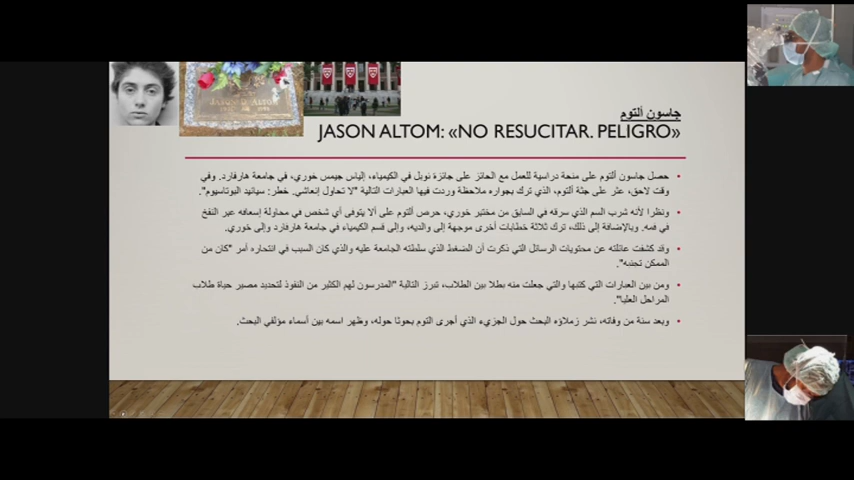 JASON D ALTOM
جاسون ألتوم
JASON ALTOM: «NO RESUCITAR. PELIGRO»
• حصل جاسون ألتوم على منحة دراسية للعمل مع الحائز على جائزة نوبل في الكيمياء، إلياس جيمس خوري، في جامعة هارفارد. وفي
وقت لاحق، عثر على جثة ألتوم، الذي ترك بجواره ملاحظة وردت فيها العبارات التالية "لا تحاول إنعاشي. خطر: سيانيد البوتاسيوم".
• ونظرا لأنه شرب السم الذي سرقه في السابق من مختبر خوري، حرص ألتوم على ألا يتوفى أي شخص في محاولة إسعافه عبر النفخ
في فمه. وبالإضافة إلى ذلك، ترك ثلاثة خطابات أخرى موجهة إلى والديه، وإلى قسم الكيمياء في جامعة هارفارد وإلى خوري.
• وقد كشفت عائلته عن محتويات الرسائل التي ذكرت أن الضغط الذي سلطته الجامعة عليه والذي كان السبب في انتحاره أمر "كان من
الممكن تجنبه".
• ومن بين العبارات التي كتبها والتي جعلت منه بطلا بين الطلاب، تبرز التالية "المدرسون لهم الكثير من النفوذ لتحديد مصير حياة طلاب
المراحل العليا".
• وبعد سنة من وفاته، نشر زملاؤه البحث حول الجزيء الذي أجرى التوم بحوثا حوله، وظهر اسمه بين أسماء مؤلفي البحث.